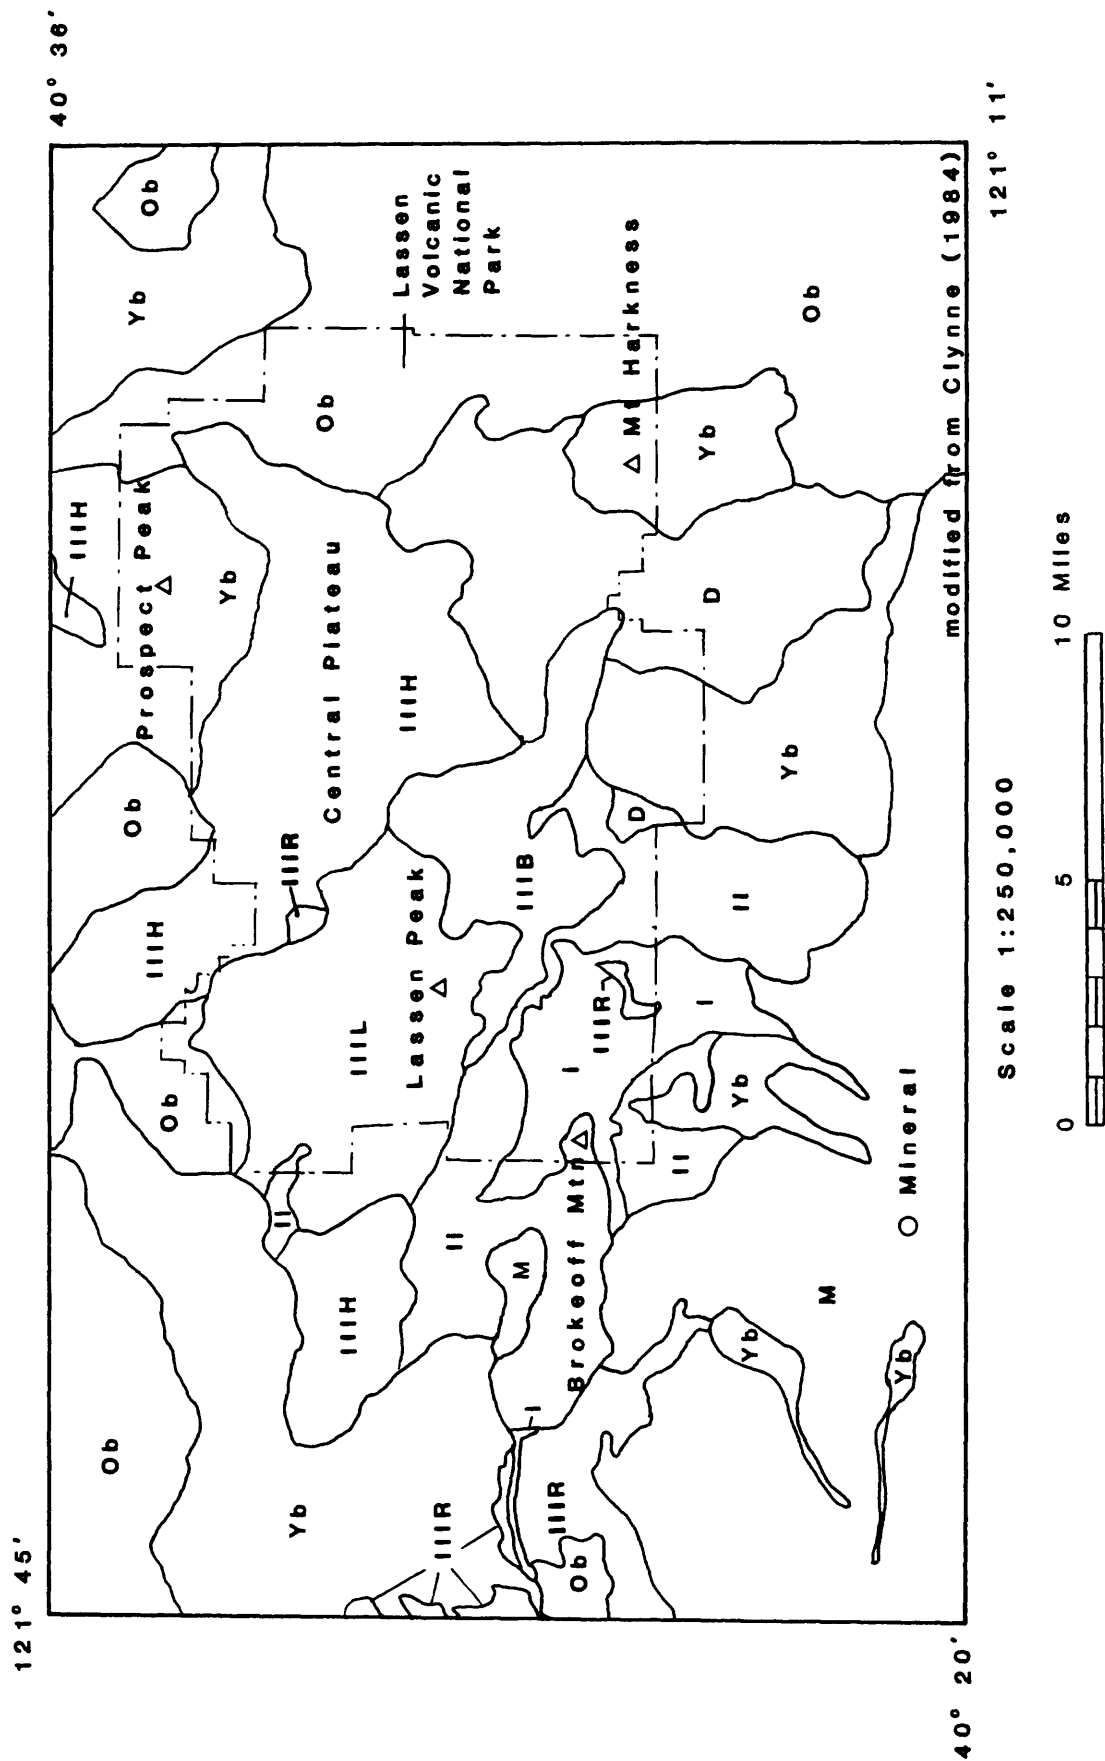 121° 45'
40° 36'
IIIH
Ob
Ob
Prospect Peak
Yb
Ob
IIIH
Ob
Yb
II
Yb
IIIR
Ob
Central Plateau
IIIH
IIIL
IIIH
Lassen
Volcanic
National
Park
Lassen Peak
IIIR
II
M
I
IIIB
IIIR
Ob
Brokeoff Mtn
I
IIIR
D
Mt Harkness
II
I
Yb
D
Yb
II
Yb
Yb
Ob
M
Yb
Mineral
modified from Clynne (1984)
40° 20'
121° 11'
Scale 1:250,000
0 5 10 Miles